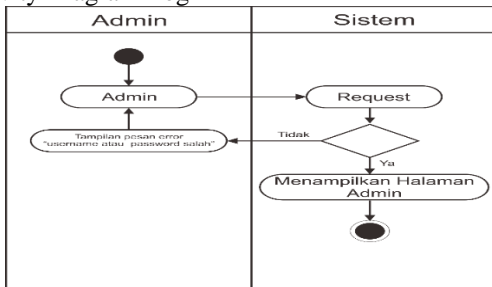 Admin
Sistem
Admin
Request
Tampilan pesan error
"username atau password salah"
Tidak
Ya
Menampilkan Halaman
Admin